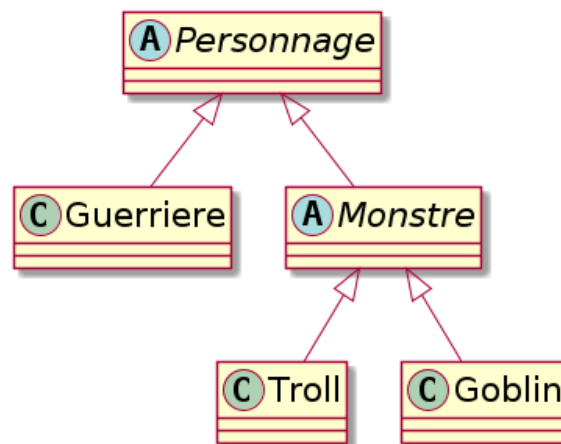 A Personnage
C Guerriere
A Monstre
C Troll
C Goblin